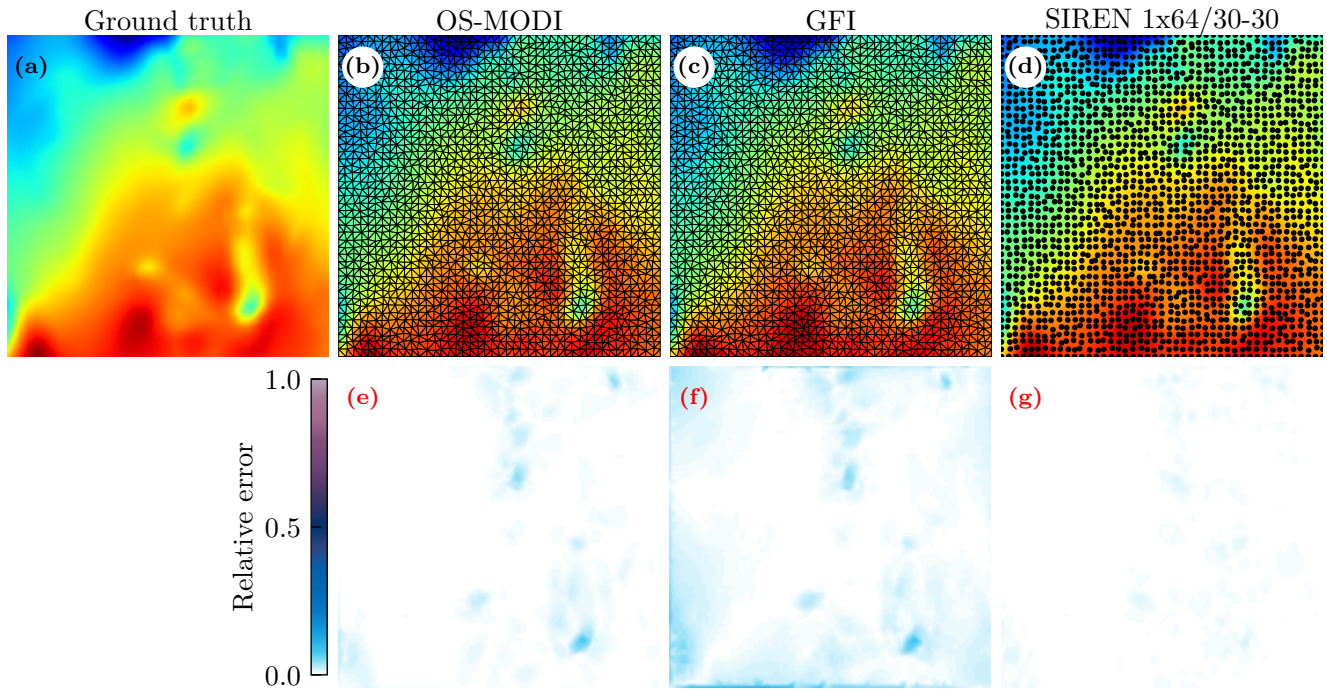 Ground truth
OS-MODI
GFI
SIREN 1x64/30-30
(a)
(b)
(c)
(d)
1.0
0.5
0.0
Relative error
(e)
(f)
(g)